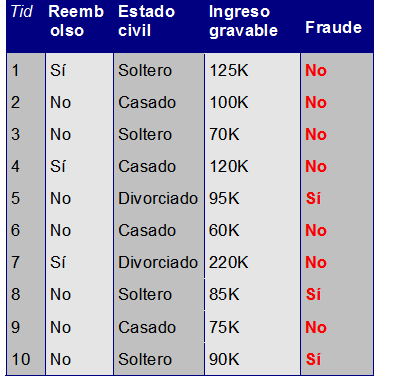 Tid Reemb olso Estado civil Ingreso gravable Fraude
1 Sí Soltero 125K No
2 No Casado 100K No
3 No Soltero 70K No
4 Sí Casado 120K No
5 No Divorciado 95K Sí
6 No Casado 60K No
7 Sí Divorciado 220K No
8 No Soltero 85K Sí
9 No Casado 75K No
10 No Soltero 90K Sí